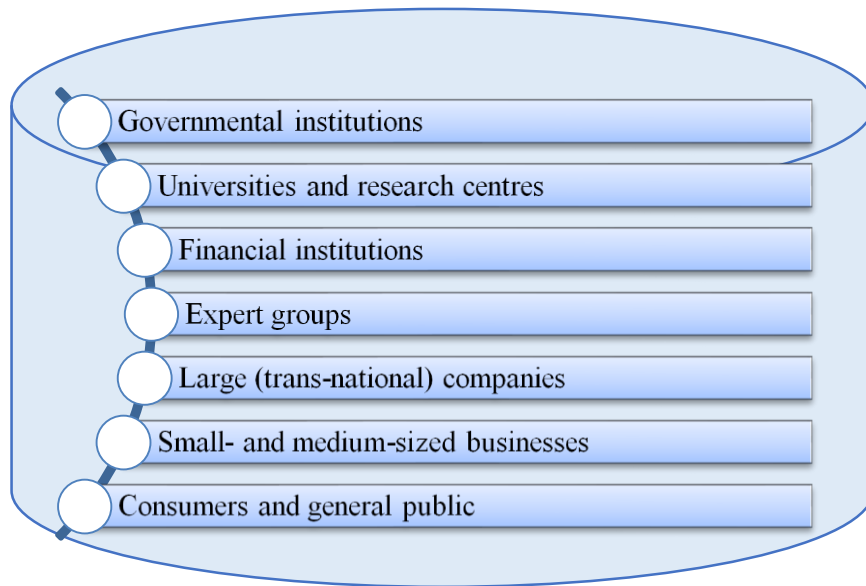 Governmental institutions
Universities and research centres
Financial institutions
Expert groups
Large (trans-national) companies
Small- and medium-sized businesses
Consumers and general public